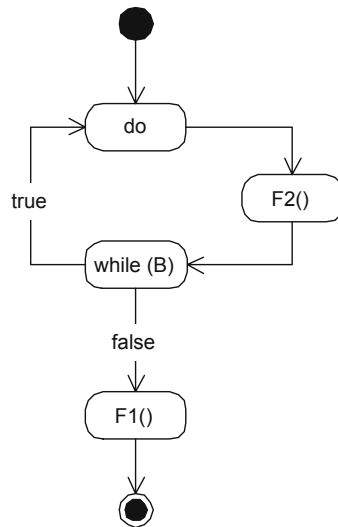 do
true
F2()
while (B)
false
F1()